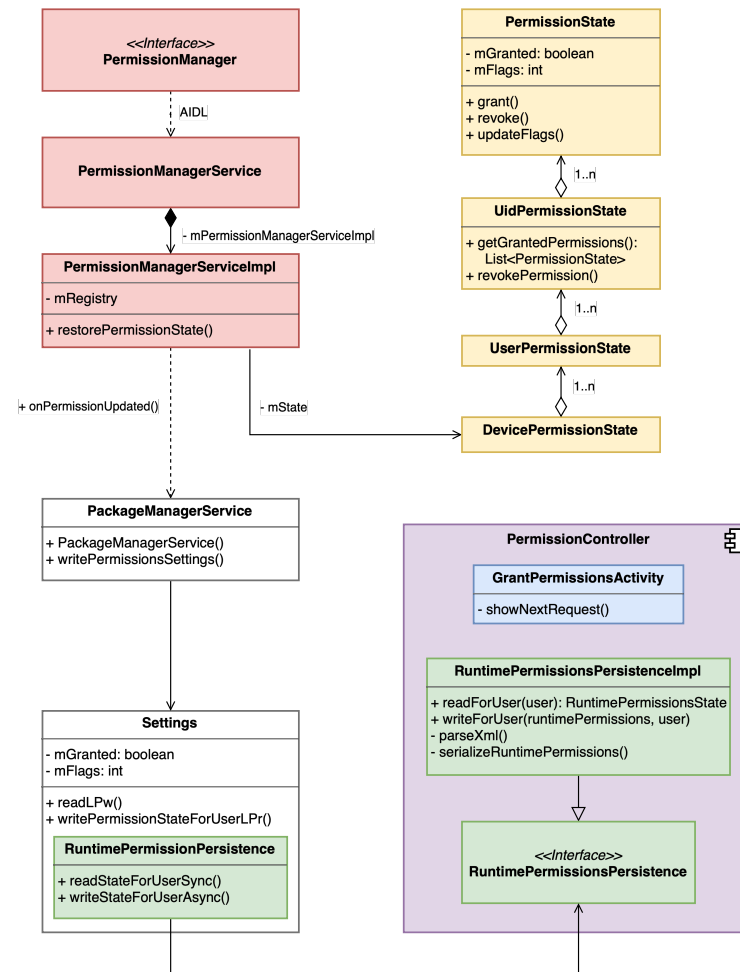 <<Interface>>
PermissionManager
AIDL
PermissionManagerService
- mPermissionManagerServiceImpl
PermissionManagerServiceImpl
- mRegistry
+ restorePermissionState()
+ onPermissionUpdated()
- mState
PackageManagerService
+ PackageManagerService()
+ writePermissionsSettings()
Settings
- mGranted: boolean
- mFlags: int
+ readLPw()
+ writePermissionStateForUserLPr()
RuntimePermissionPersistence
+ readStateForUserSync()
+ writeStateForUserAsync()
PermissionState
- mGranted: boolean
- mFlags: int
+ grant()
+ revoke()
+ updateFlags()
1..n
UidPermissionState
+ getGrantedPermissions():
List<PermissionState>
+ revokePermission()
1..n
UserPermissionState
1..n
DevicePermissionState
PermissionController
GrantPermissionsActivity
- showNextRequest()
RuntimePermissionsPersistenceImpl
+ readForUser(user): RuntimePermissionsState
+ writeForUser(runtimePermissions, user)
- parseXml()
- serializeRuntimePermissions()
<<Interface>>
RuntimePermissionsPersistence